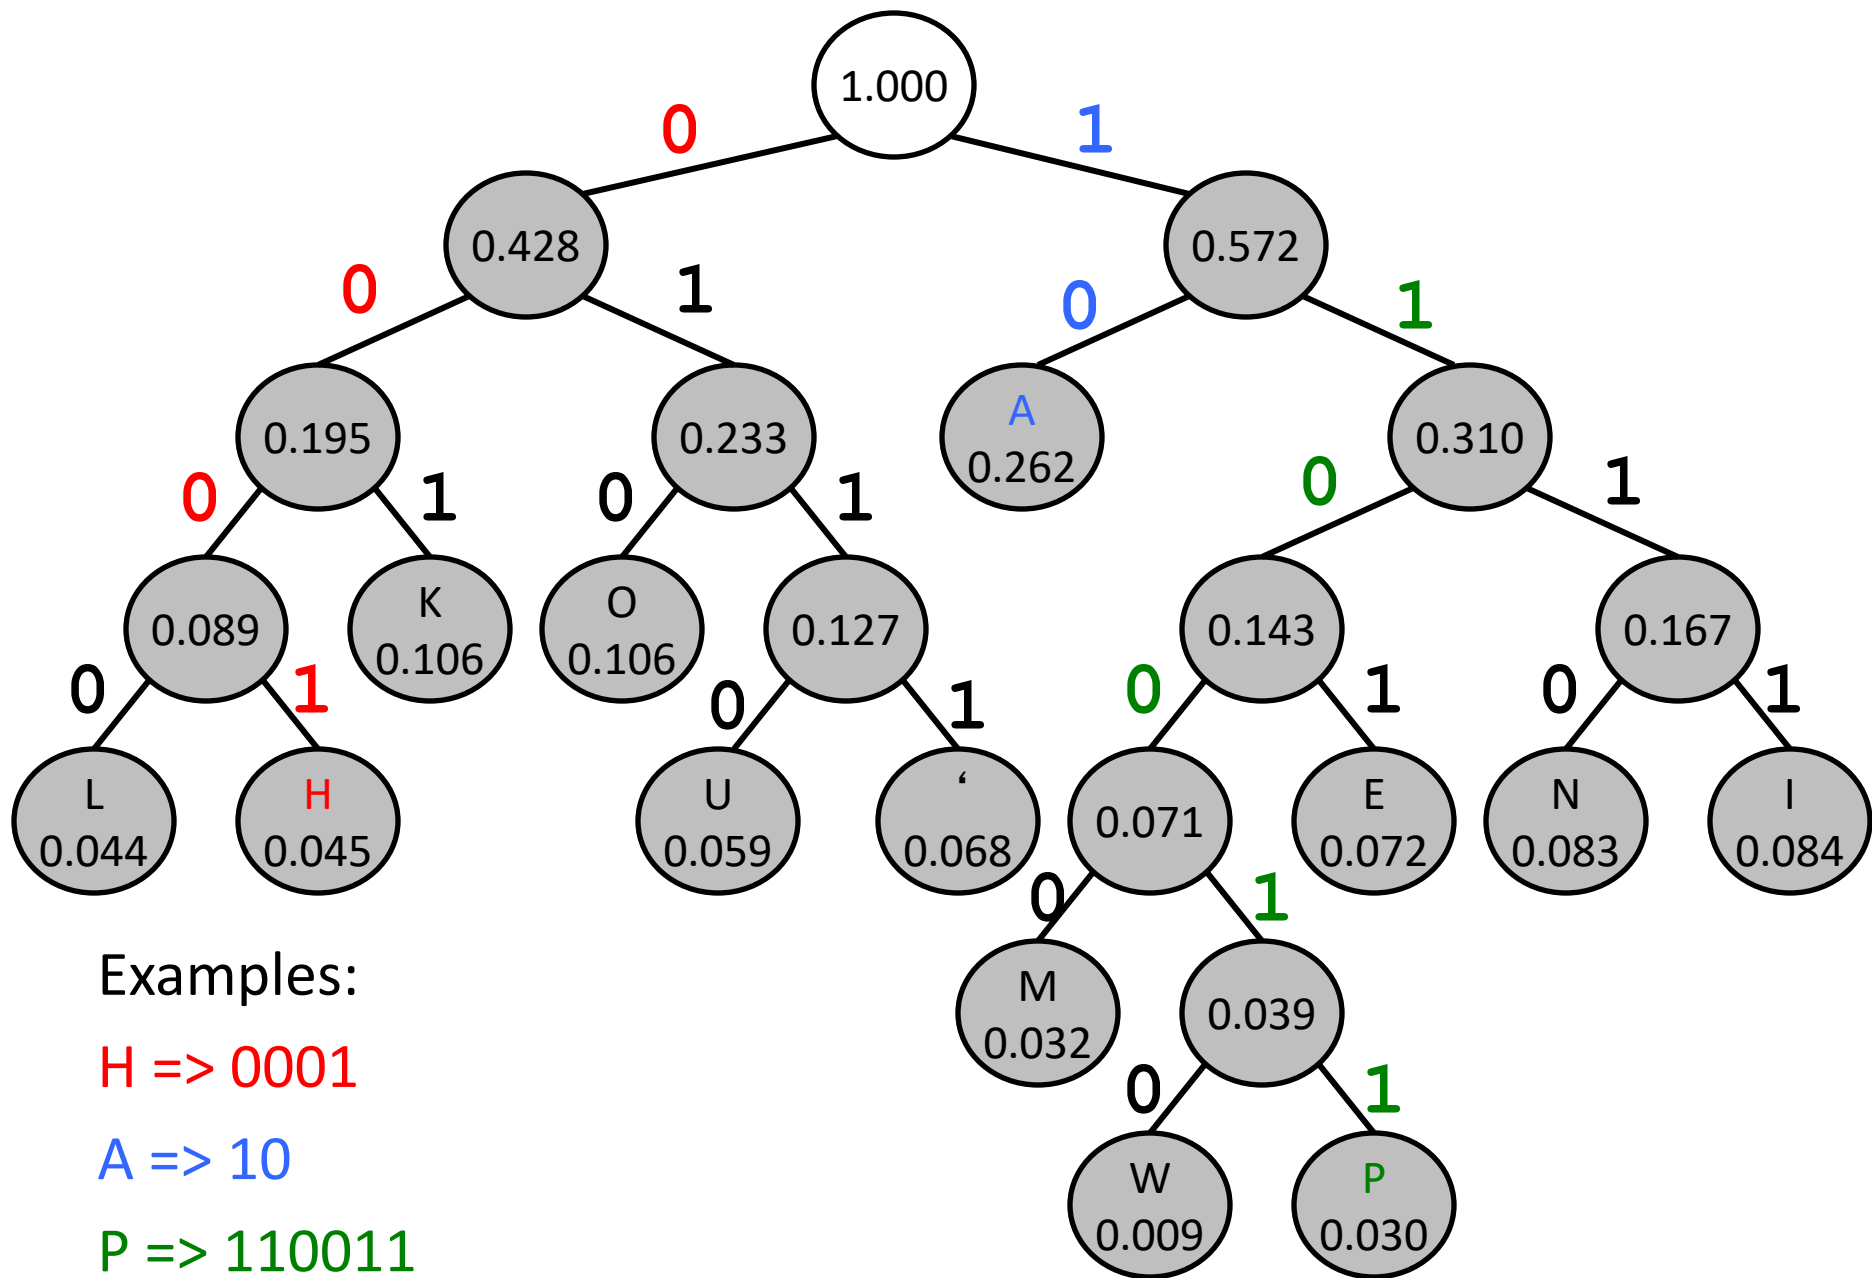 1.000
0 1
0.428 0.572
0 1 0 1
0.195 0.233 A 0.310
0.262
0 1 0 1 0 1
0.089 K O 0.127 0.143 0.167
0.106 0.106
0 1 0 1 0 1 0 1
L H U ‘ 0.071 E N I
0.044 0.045 0.059 0.068 0.072 0.083 0.084
0 1
M 0.039
0.032
0 1
W P
0.009 0.030
Examples:
H => 0001
A => 10
P => 110011